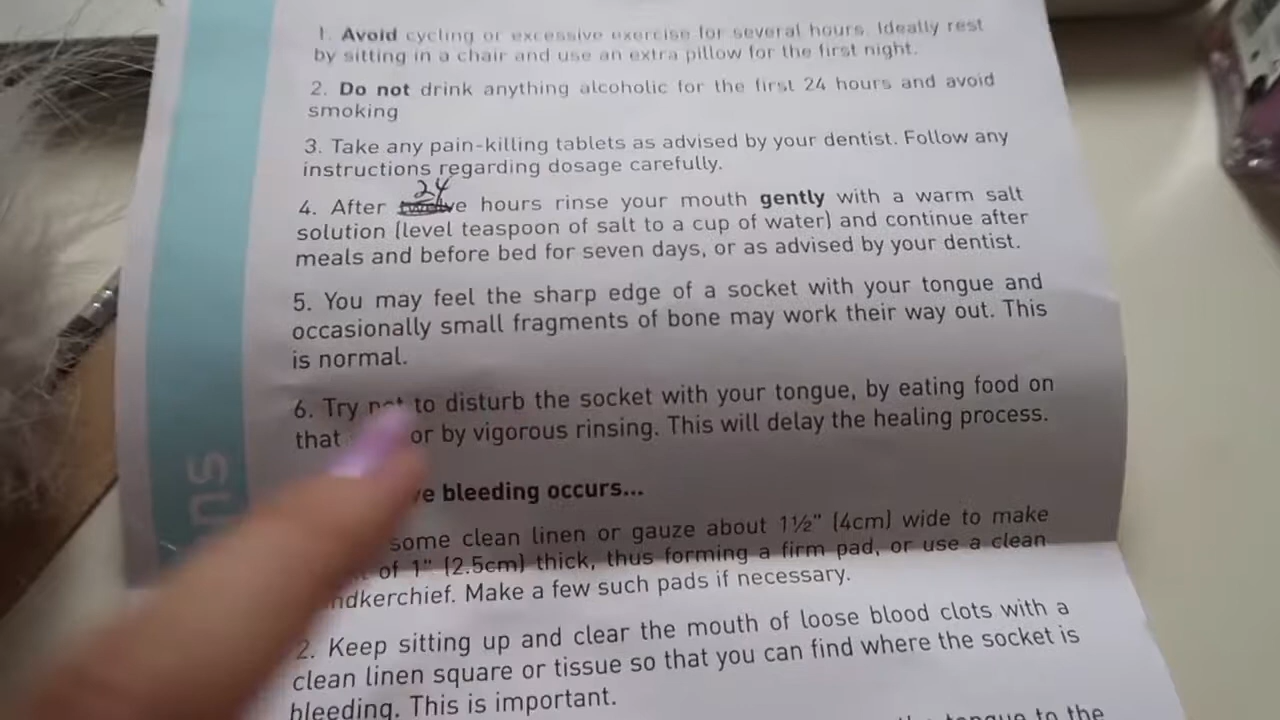 1. Avoid cycling or excessive exercise for several hours. Ideally rest
by sitting in a chair and use an extra pillow for the first night.
2. Do not drink anything alcoholic for the first 24 hours and avoid
smoking
3. Take any pain-killing tablets as advised by your dentist. Follow any
instructions regarding dosage carefully.
24
4. After hours rinse your mouth gently with a warm salt
solution (level teaspoon of salt to a cup of water) and continue after
meals and before bed for seven days, or as advised by your dentist.
5. You may feel the sharp edge of a socket with your tongue and
occasionally small fragments of bone may work their way out. This
is normal.
6. Try not to disturb the socket with your tongue, by eating food on
that or by vigorous rinsing. This will delay the healing process.
bleeding occurs...
some clean linen or gauze about 1½" (4cm) wide to make
of 1" (2.5cm) thick, thus forming a firm pad, or use a clean
ndkerchief. Make a few such pads if necessary.
2. Keep sitting up and clear the mouth of loose blood clots with a
clean linen square or tissue so that you can find where the socket is
bleeding. This is important.
tongue to the
ns